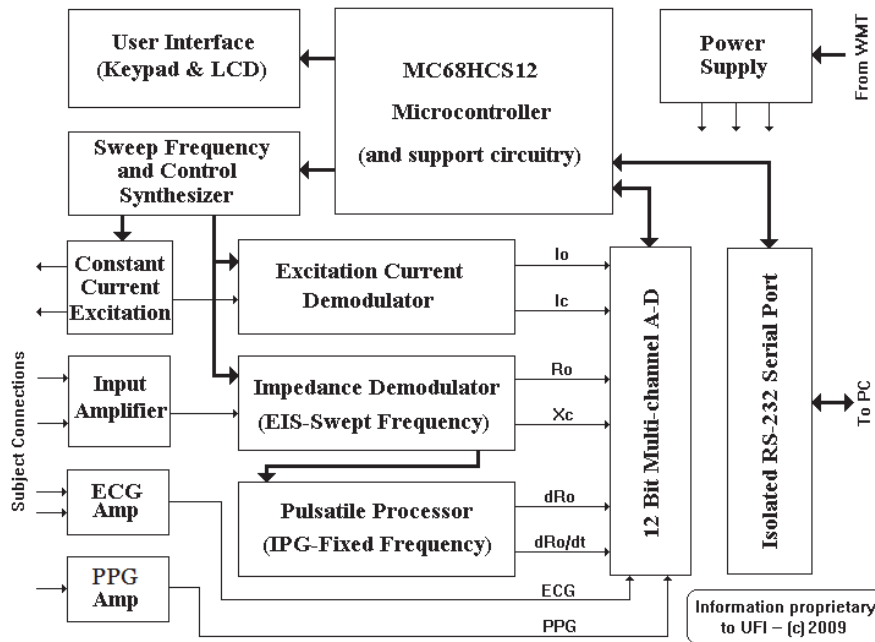 User Interface
(Keypad & LCD)
MC68HCS12
Microcontroller
(and support circuitry)
Power
Supply
From WMT
Sweep Frequency
and Control
Synthesizer
Constant
Current
Excitation
Excitation Current
Demodulator
Io
Ic
Input
Amplifier
Impedance Demodulator
(EIS-Swept Frequency)
Ro
Xc
ECG
Amp
Pulsatile Processor
(IPG-Fixed Frequency)
dRo
dRo/dt
PPG
Amp
ECG
PPG
Subject Connections
12 Bit Multi-channel A-D
Isolated RS-232 Serial Port
To PC
Information proprietary
to UFI – (c) 2009